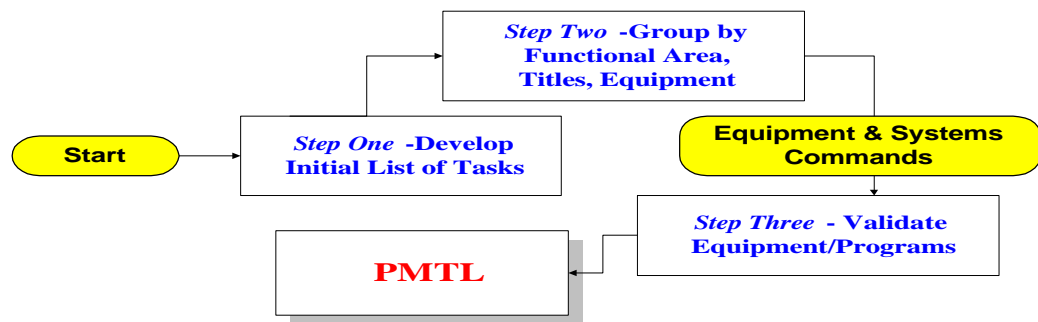 Start
Step One -Develop
Initial List of Tasks
Step Two -Group by
Functional Area,
Titles, Equipment
Equipment & Systems
Commands
Step Three - Validate
Equipment/Programs
PMTL